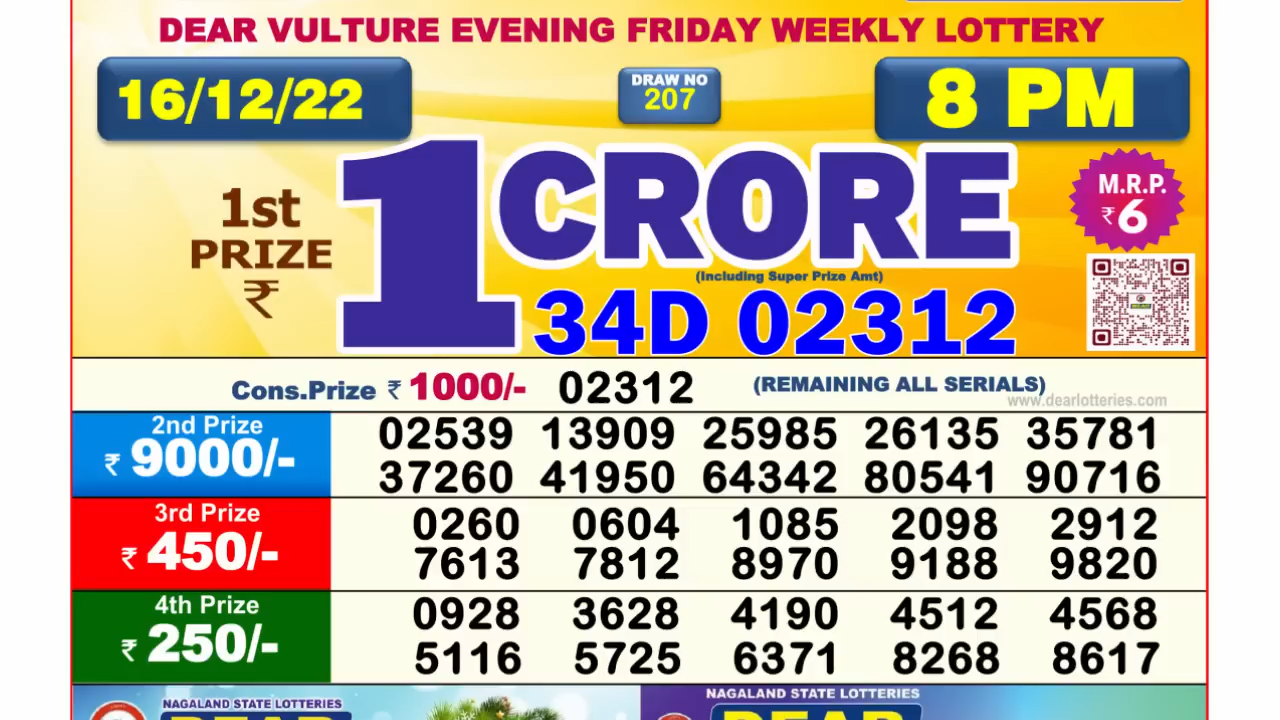 DEAR VULTURE EVENING FRIDAY WEEKLY LOTTERY
16/12/22
DRAW NO
207
8 PM
1st
PRIZE
₹
1 CRORE
(Including Super Prize Amt)
34D 02312
M.R.P.
₹ 6
Cons.Prize ₹ 1000/- 02312 (REMAINING ALL SERIALS)
www.dearlotteries.com
2nd Prize
₹ 9000/-
02539 13909 25985 26135 35781
37260 41950 64342 80541 90716
3rd Prize
₹ 450/-
0260 0604 1085 2098 2912
7613 7812 8970 9188 9820
4th Prize
₹ 250/-
0928 3628 4190 4512 4568
5116 5725 6371 8268 8617
NAGALAND STATE LOTTERIES
DEAR
NAGALAND STATE LOTTERIES
DEAR